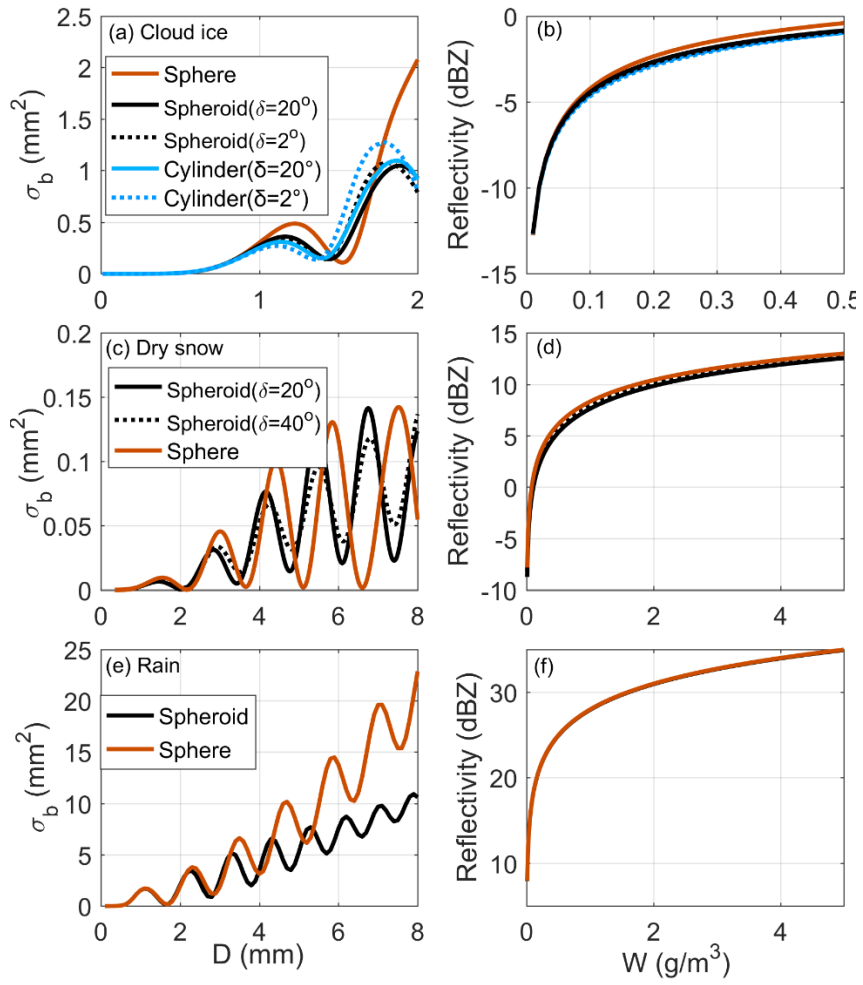 (a) Cloud ice
Sphere
Spheroid(δ=20°)
Spheroid(δ=2°)
Cylinder(δ=20°)
Cylinder(δ=2°)
σ_b (mm²)
2.5
2
1.5
1
0.5
0
0
1
2
(b)
Reflectivity (dBZ)
0
-5
-10
-15
0
0.1
0.2
0.3
0.4
0.5
(c) Dry snow
Spheroid(δ=20°)
Spheroid(δ=40°)
Sphere
σ_b (mm²)
0.2
0.15
0.1
0.05
0
0
2
4
6
8
(d)
Reflectivity (dBZ)
15
10
5
0
-5
-10
0
2
4
(e) Rain
Spheroid
Sphere
σ_b (mm²)
25
20
15
10
5
0
0
2
4
6
8
D (mm)
(f)
Reflectivity (dBZ)
30
20
10
0
2
4
W (g/m³)